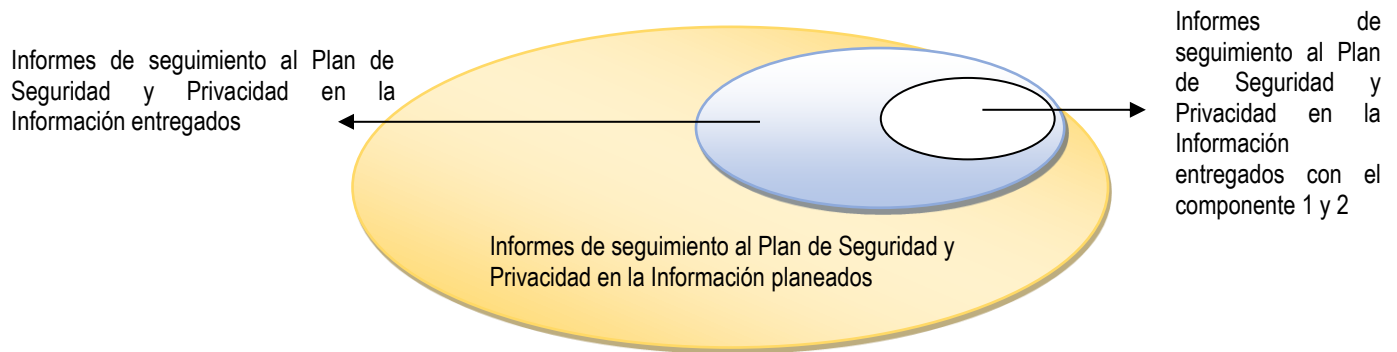 Informes de seguimiento al Plan de
Seguridad y Privacidad en la
Información entregados
Informes de
seguimiento al Plan
de Seguridad y
Privacidad en la
Información
entregados con el
componente 1 y 2
Informes de seguimiento al Plan de Seguridad y
Privacidad en la Información planeados